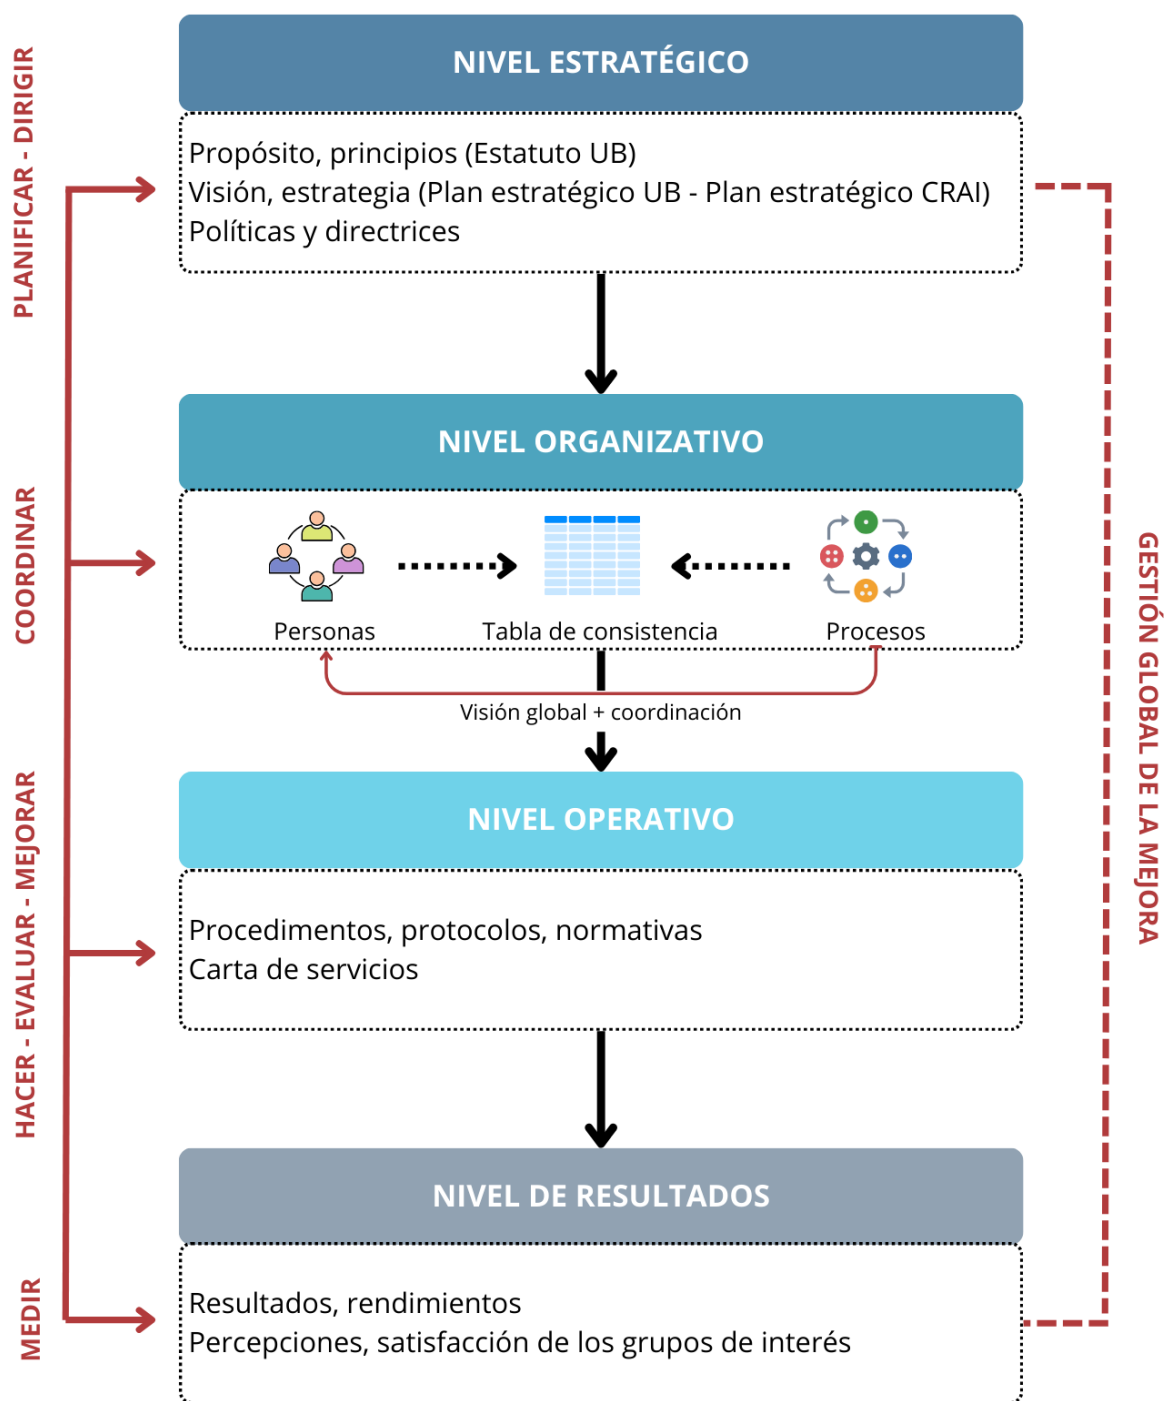 PLANIFICAR - DIRIGIR
NIVEL ESTRATÉGICO
Propósito, principios (Estatuto UB)
Visión, estrategia (Plan estratégico UB - Plan estratégico CRAI)
Políticas y directrices
COORDINAR
NIVEL ORGANIZATIVO
Personas
Tabla de consistencia
Procesos
Visión global + coordinación
HACER - EVALUAR - MEJORAR
NIVEL OPERATIVO
Procedimentos, protocolos, normativas
Carta de servicios
MEDIR
NIVEL DE RESULTADOS
Resultados, rendimientos
Percepciones, satisfacción de los grupos de interés
GESTIÓN GLOBAL DE LA MEJORA